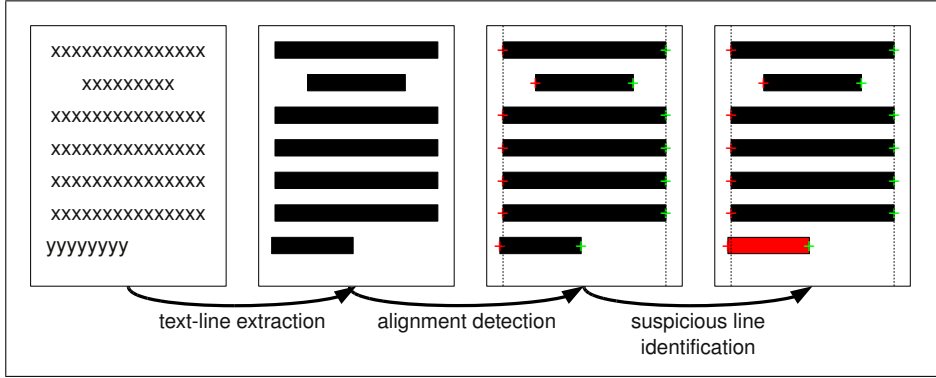 xxxxxxxxxxxxxxx
xxxxxxxxx
xxxxxxxxxxxxxxx
xxxxxxxxxxxxxxx
xxxxxxxxxxxxxxx
xxxxxxxxxxxxxxx
yyyyyyyy
text-line extraction
alignment detection
suspicious line
identification